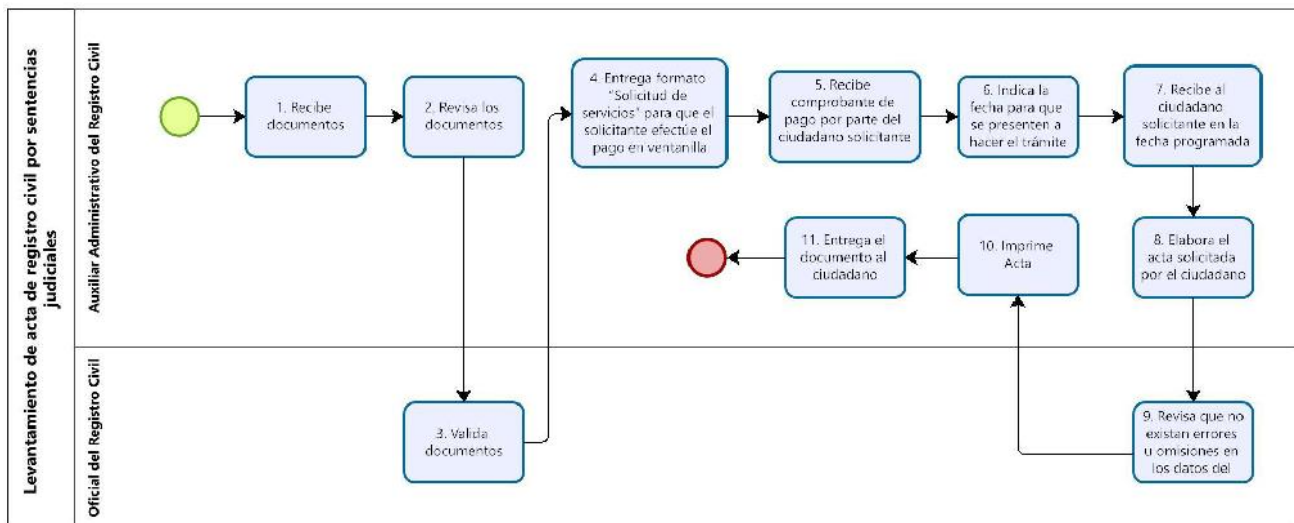 Levantamiento de acta de registro civil por sentencias
judiciales
Auxiliar Administrativo del Registro Civil
1. Recibe
documentos
2. Revisa los
documentos
4. Entrega formato
"Solicitud de
servicios" para que el
solicitante efectúe el
pago en ventanilla
5. Recibe
comprobante de
pago por parte del
ciudadano solicitante
6. Indica la
fecha para que
se presenten a
hacer el trámite
7. Recibe al
ciudadano
solicitante en la
fecha programada
11. Entrega el
documento al
ciudadano
10. Imprime
Acta
8. Elabora el
acta solicitada
por el ciudadano
Oficial del Registro Civil
3. Valida
documentos
9. Revisa que no
existan errores
u omisiones en
los datos del